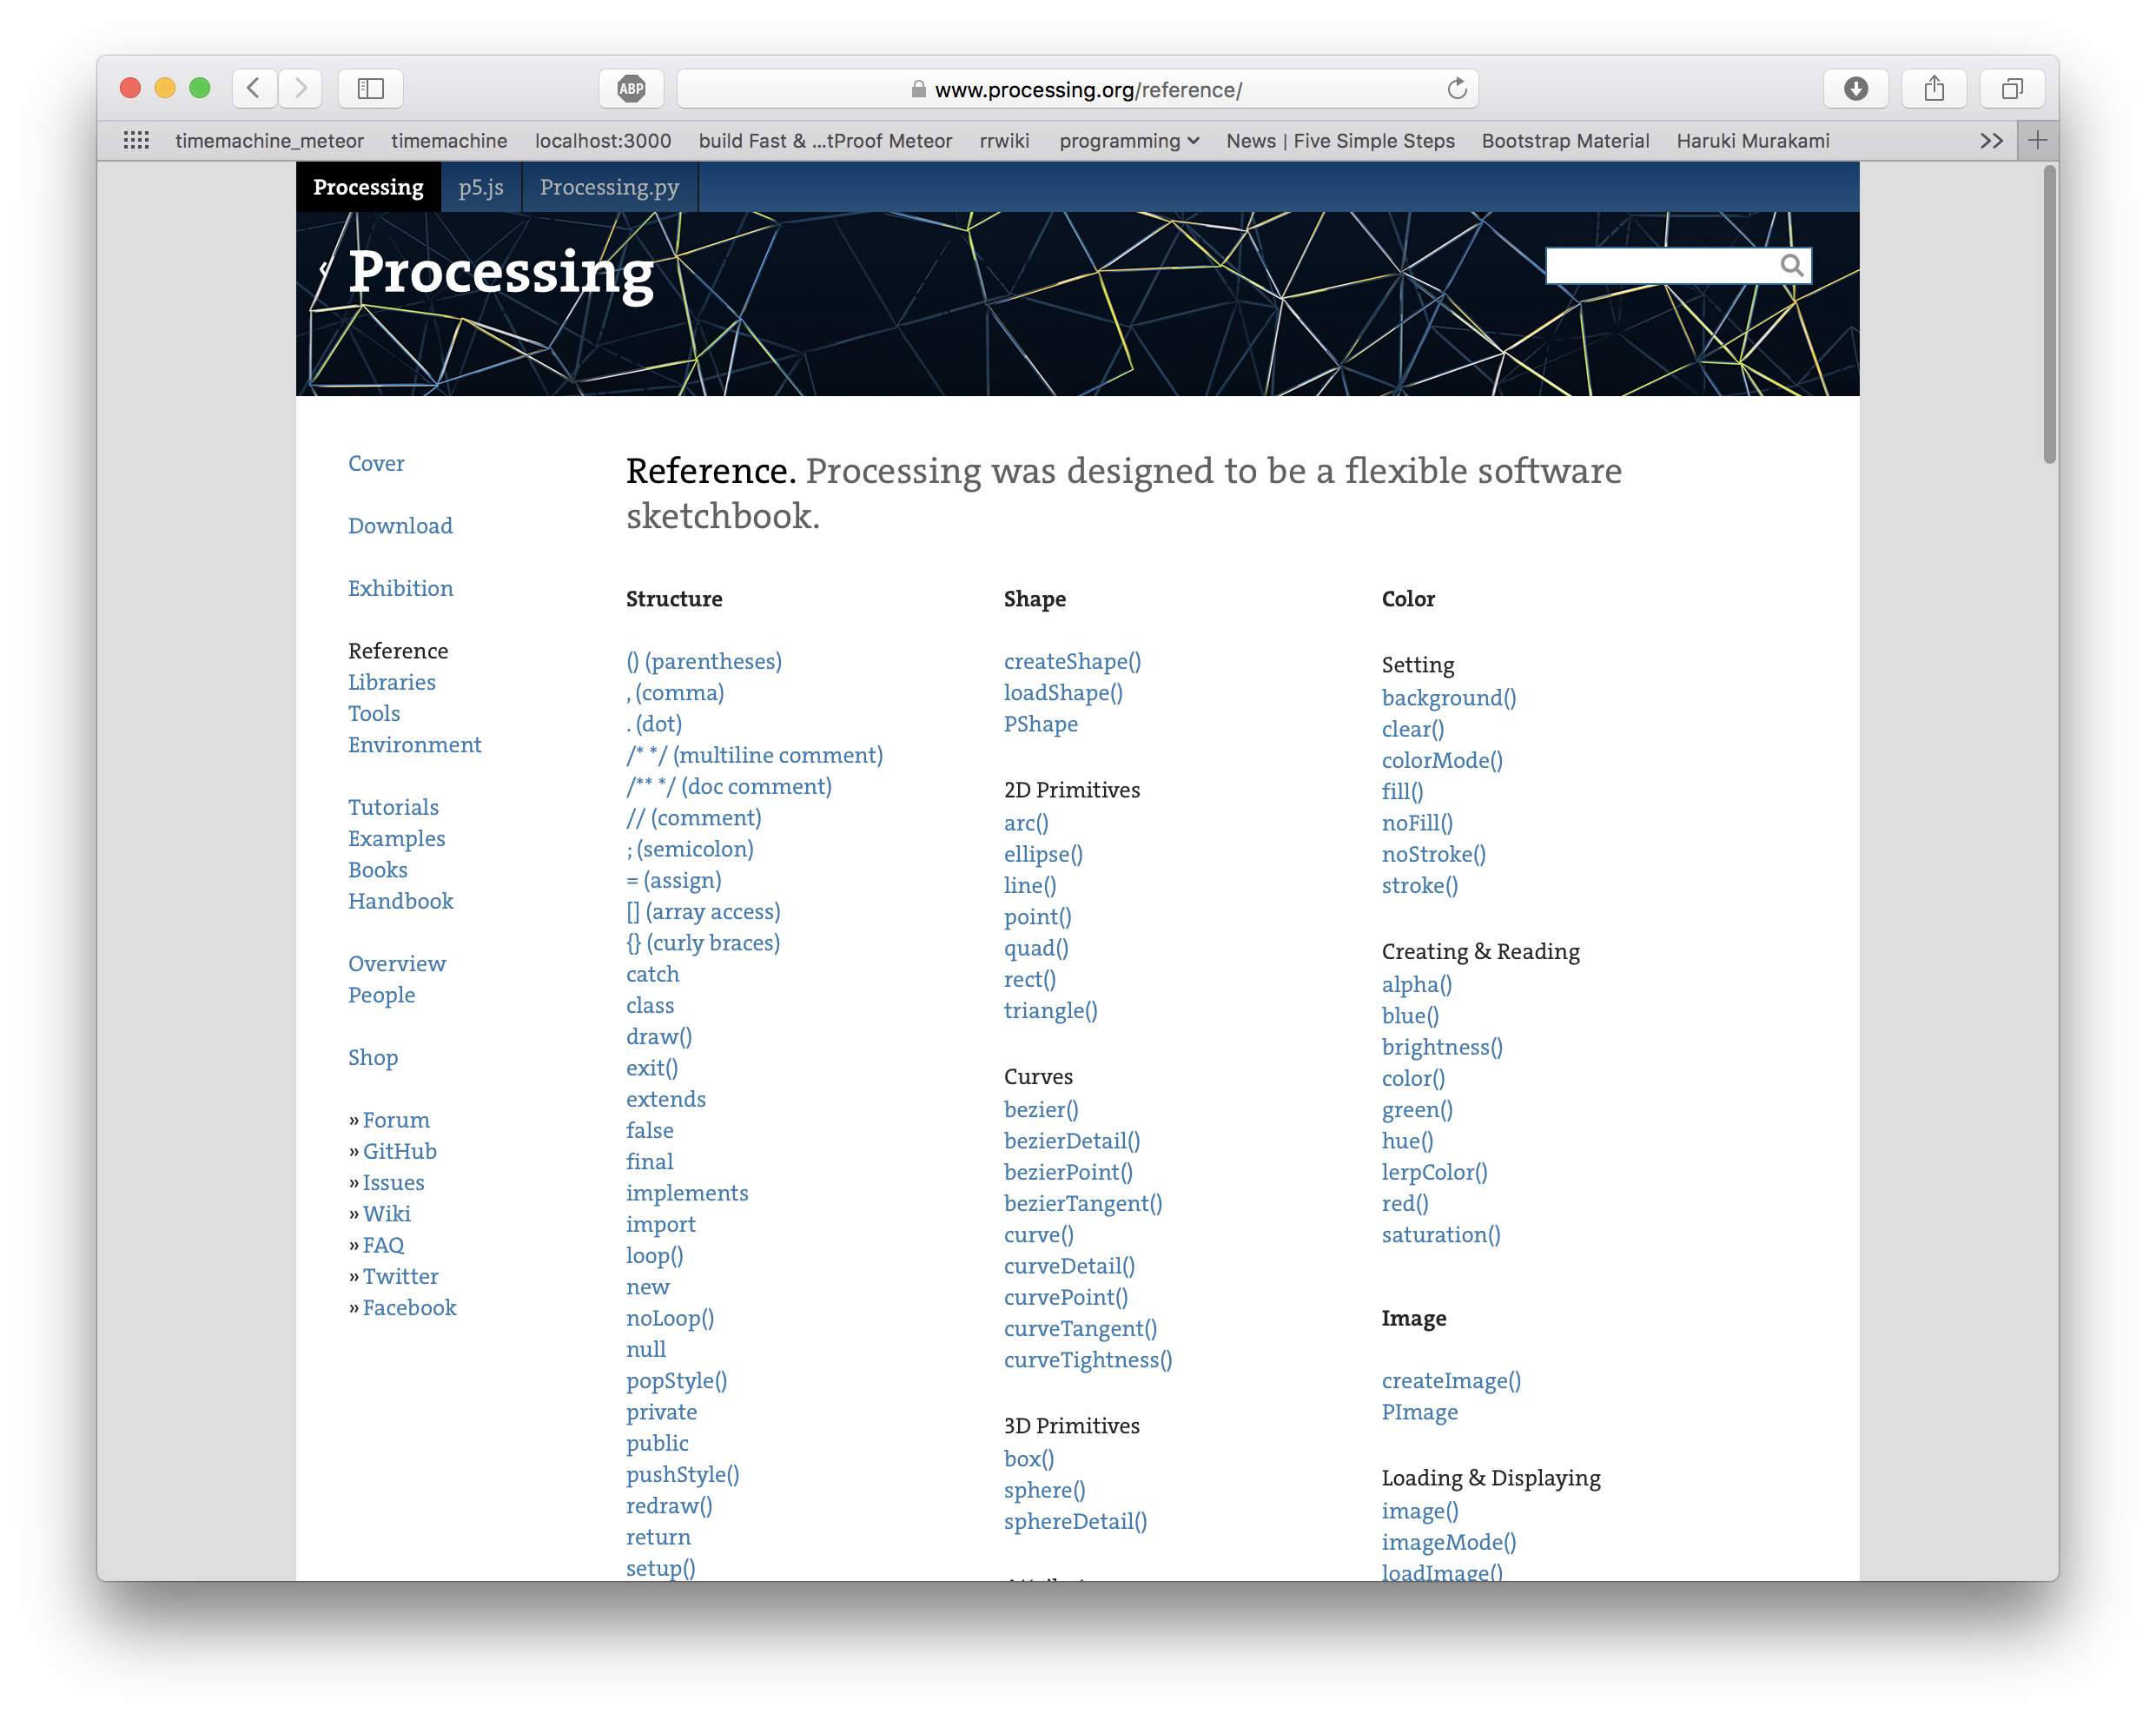 ABP
www.processing.org/reference/
timemachine_meteor timemachine localhost:3000 build Fast & ...tProof Meteor rrwiki programming News | Five Simple Steps Bootstrap Material Haruki Murakami
Processing p5.js Processing.py
Processing
Cover
Download
Exhibition
Reference
Libraries
Tools
Environment
Tutorials
Examples
Books
Handbook
Overview
People
Shop
» Forum
» GitHub
» Issues
» Wiki
» FAQ
» Twitter
» Facebook
Reference. Processing was designed to be a flexible software
sketchbook.
Structure
() (parentheses)
, (comma)
. (dot)
/* */ (multiline comment)
/** */ (doc comment)
// (comment)
; (semicolon)
= (assign)
[] (array access)
{} (curly braces)
catch
class
draw()
exit()
extends
false
final
implements
import
loop()
new
noLoop()
null
popStyle()
private
public
pushStyle()
redraw()
return
setup()
Shape
createShape()
loadShape()
PShape
2D Primitives
arc()
ellipse()
line()
point()
quad()
rect()
triangle()
Curves
bezier()
bezierDetail()
bezierPoint()
bezierTangent()
curve()
curveDetail()
curvePoint()
curveTangent()
curveTightness()
3D Primitives
box()
sphere()
sphereDetail()
Color
Setting
background()
clear()
colorMode()
fill()
noFill()
noStroke()
stroke()
Creating & Reading
alpha()
blue()
brightness()
color()
green()
hue()
lerpColor()
red()
saturation()
Image
createImage()
PImage
Loading & Displaying
image()
imageMode()
loadImage()